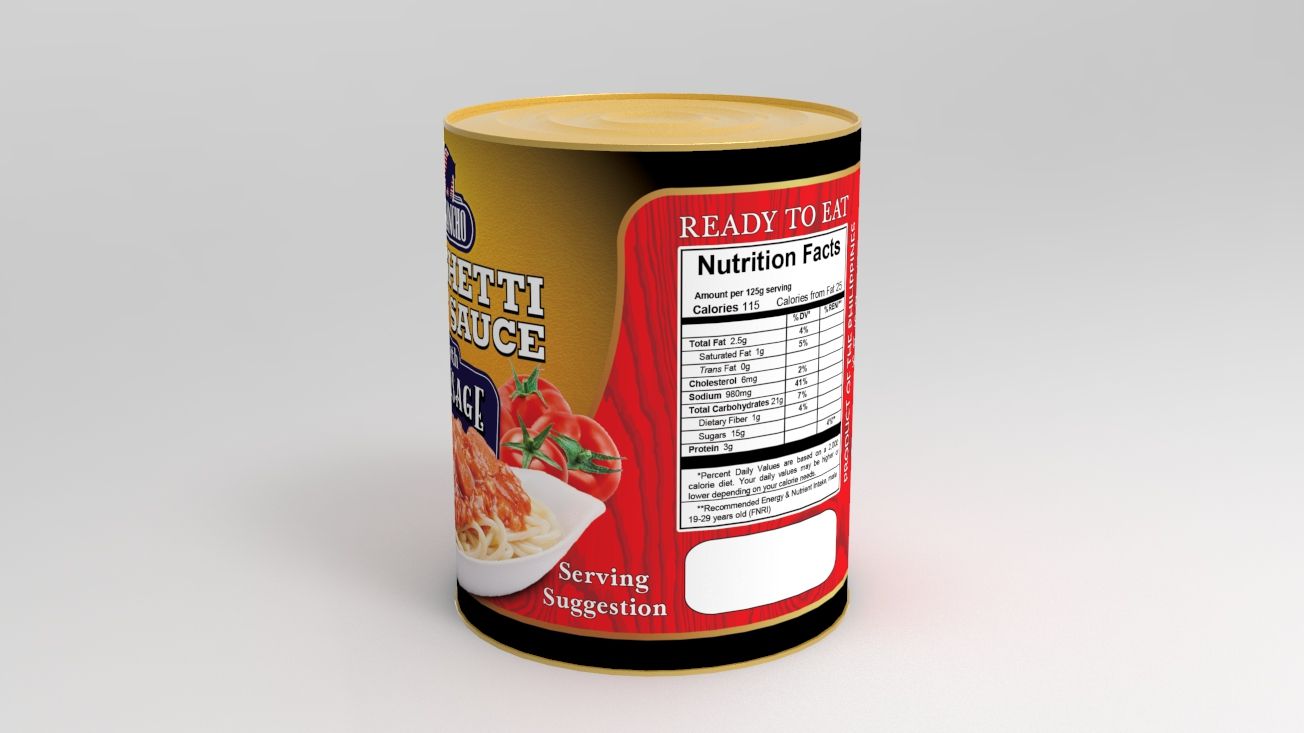 ANCHO
HETTI
SAUCE
SAGE
Serving
Suggestion
READY TO EAT
Nutrition Facts
Amount per 125g serving
Calories 115 Calories from Fat 25
%DV* %RENI**
Total Fat 2.5g 4%
Saturated Fat 1g 5%
Trans Fat 0g
Cholesterol 6mg 2%
Sodium 980mg 41%
Total Carbohydrates 21g 7%
Dietary Fiber 1g 4%
Sugars 15g
Protein 3g 4%**
*Percent Daily Values are based on a 2,000
calorie diet. Your daily values may be higher or
lower depending on your calorie needs.
**Recommended Energy & Nutrient Intake, male
19-29 years old (FNRI)
PRODUCT OF THE PHILIPPINES